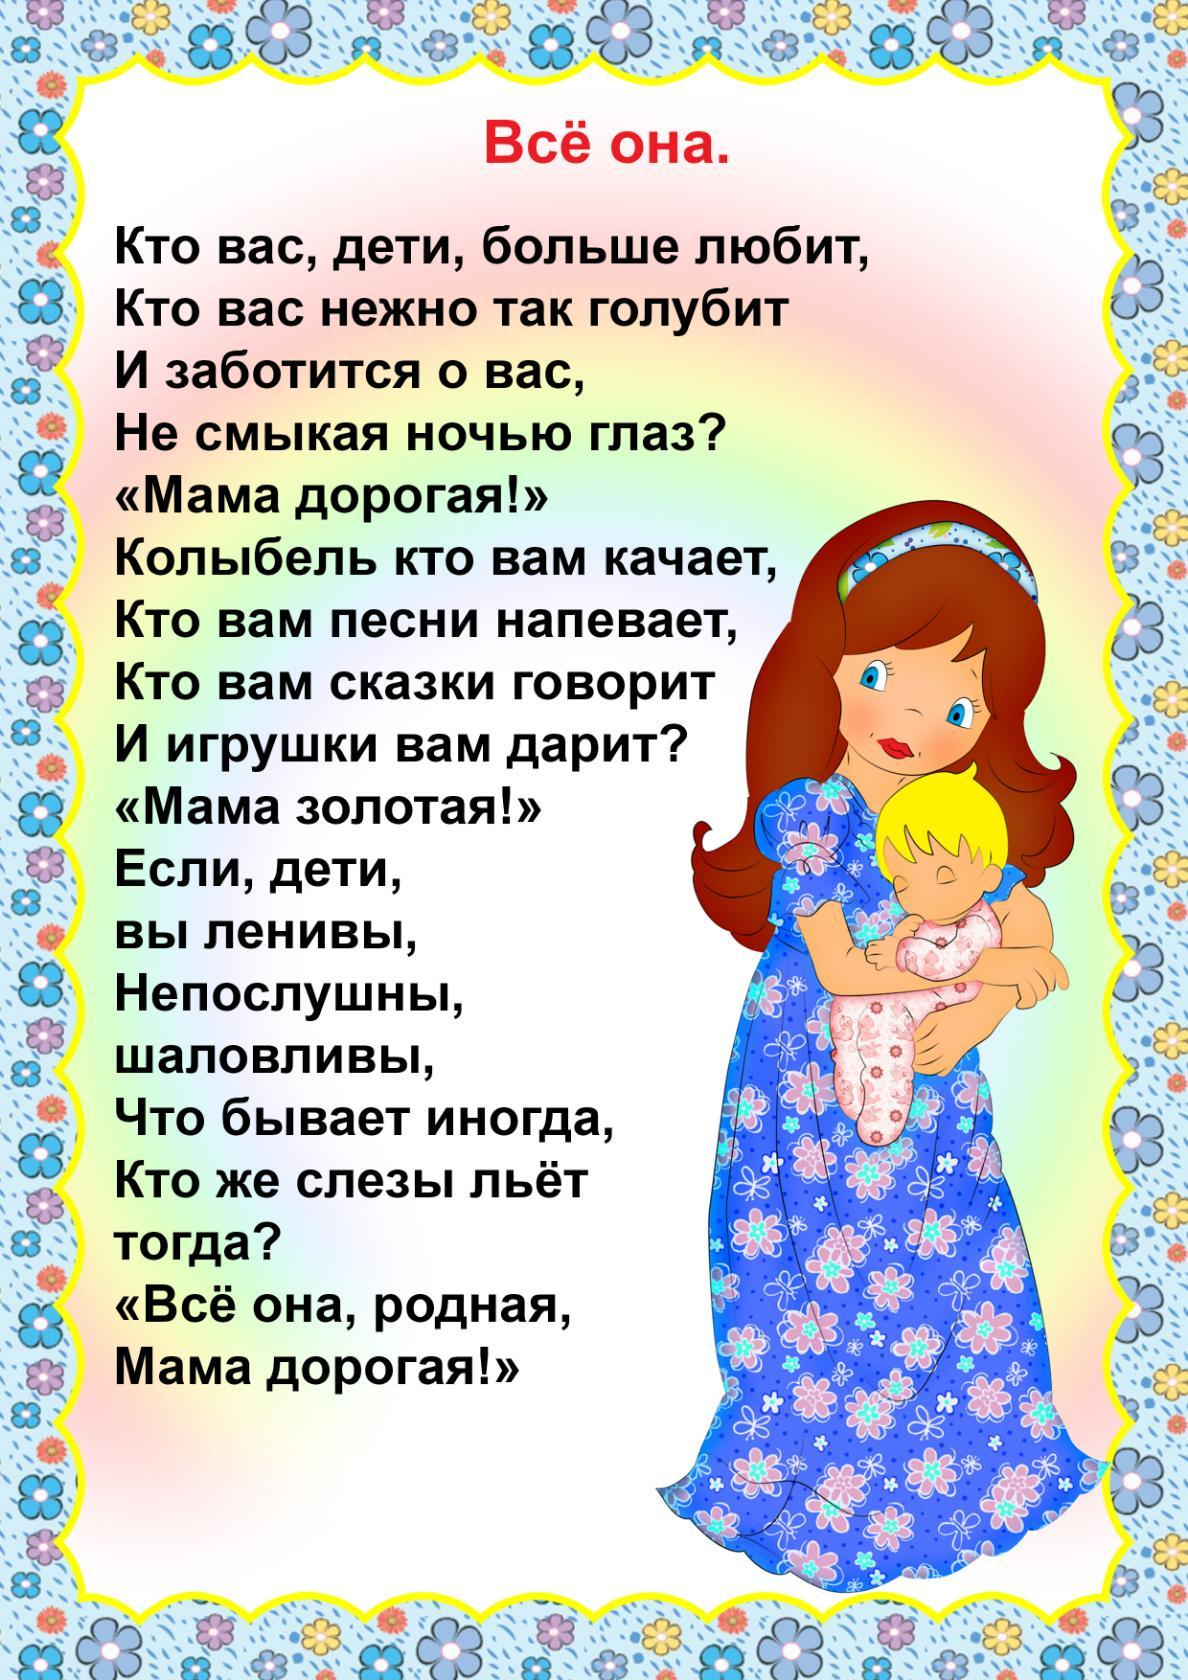 Всё она.
Кто вас, дети, больше любит,
Кто вас нежно так голубит
И заботится о вас,
Не смыкая ночью глаз?
«Мама дорогая!»
Колыбель кто вам качает,
Кто вам песни напевает,
Кто вам сказки говорит
И игрушки вам дарит?
«Мама золотая!»
Если, дети,
вы ленивы,
Непослушны,
шаловливы,
Что бывает иногда,
Кто же слезы льёт
тогда?
«Всё она, родная,
Мама дорогая!»